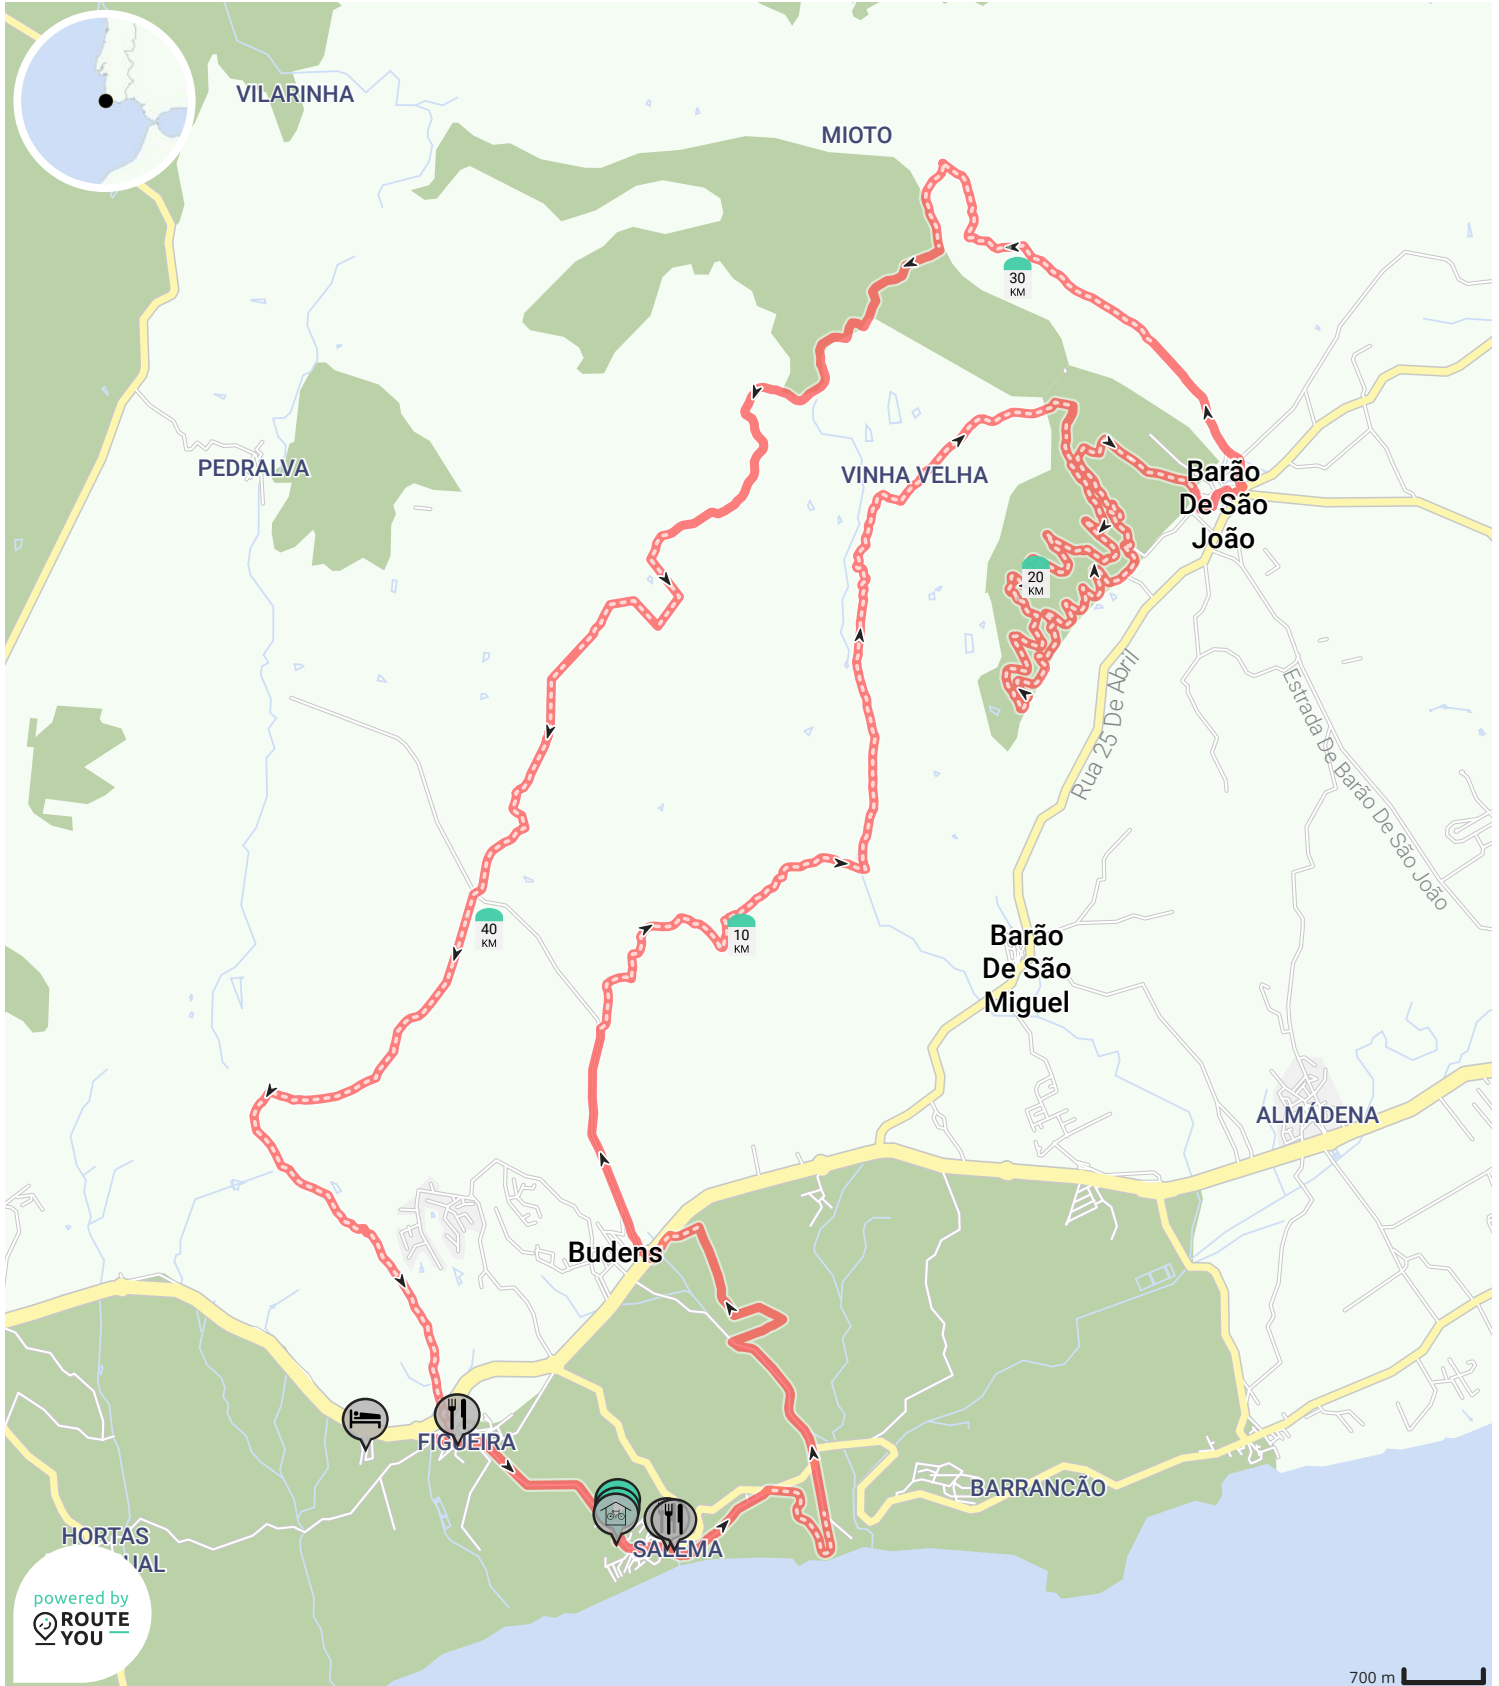 VILARINHA
MIOTO
30
KM
PEDRALVA
VINHA VELHA
Barão
De São
João
20
KM
Rua 25 De Abril
Estrada De Barão De São João
40
KM
10
KM
Barão
De São
Miguel
ALMÁDENA
Budens
FIGUEIRA
BARRANCÃO
HORTAS
UAL
SALEMA
powered by
ROUTE
YOU
700 m